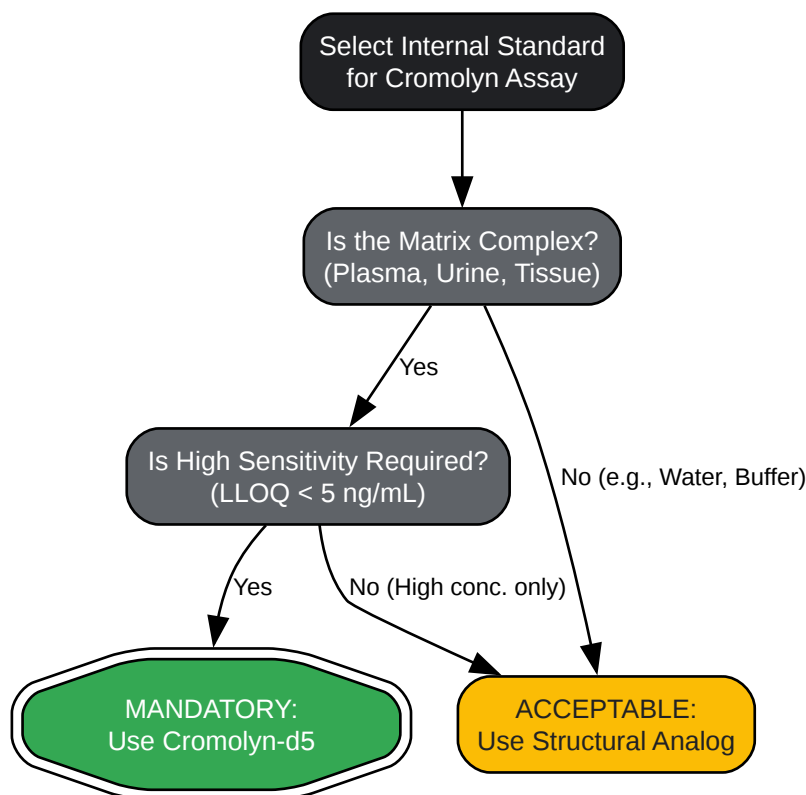 Select Internal Standard
for Cromolyn Assay
Is the Matrix Complex?
(Plasma, Urine, Tissue)
Yes
Is High Sensitivity Required?
(LLOQ < 5 ng/mL)
No (e.g., Water, Buffer)
Yes
No (High conc. only)
MANDATORY:
Use Cromolyn-d5
ACCEPTABLE:
Use Structural Analog